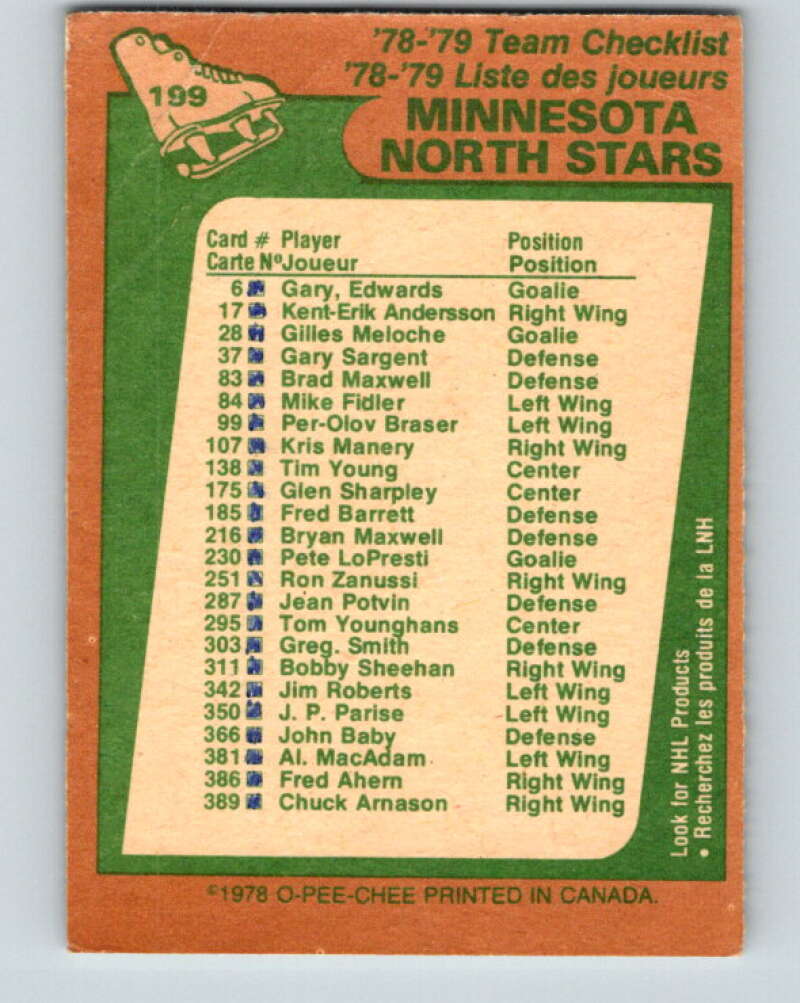 199
'78-'79 Team Checklist
'78-'79 Liste des joueurs
MINNESOTA
NORTH STARS
Card # Player Position
Carte Nº Joueur Position
6 Gary, Edwards Goalie
17 Kent-Erik Andersson Right Wing
28 Gilles Meloche Goalie
37 Gary Sargent Defense
83 Brad Maxwell Defense
84 Mike Fidler Left Wing
99 Per-Olov Braser Left Wing
107 Kris Manery Right Wing
138 Tim Young Center
175 Glen Sharpley Center
185 Fred Barrett Defense
216 Bryan Maxwell Defense
230 Pete LoPresti Goalie
251 Ron Zanussi Right Wing
287 Jean Potvin Defense
295 Tom Younghans Center
303 Greg. Smith Defense
311 Bobby Sheehan Right Wing
342 Jim Roberts Left Wing
350 J. P. Parise Left Wing
366 John Baby Defense
381 Al. MacAdam Left Wing
386 Fred Ahern Right Wing
389 Chuck Arnason Right Wing
Look for NHL Products
• Recherchez les produits de la LNH
©1978 O-PEE-CHEE PRINTED IN CANADA.